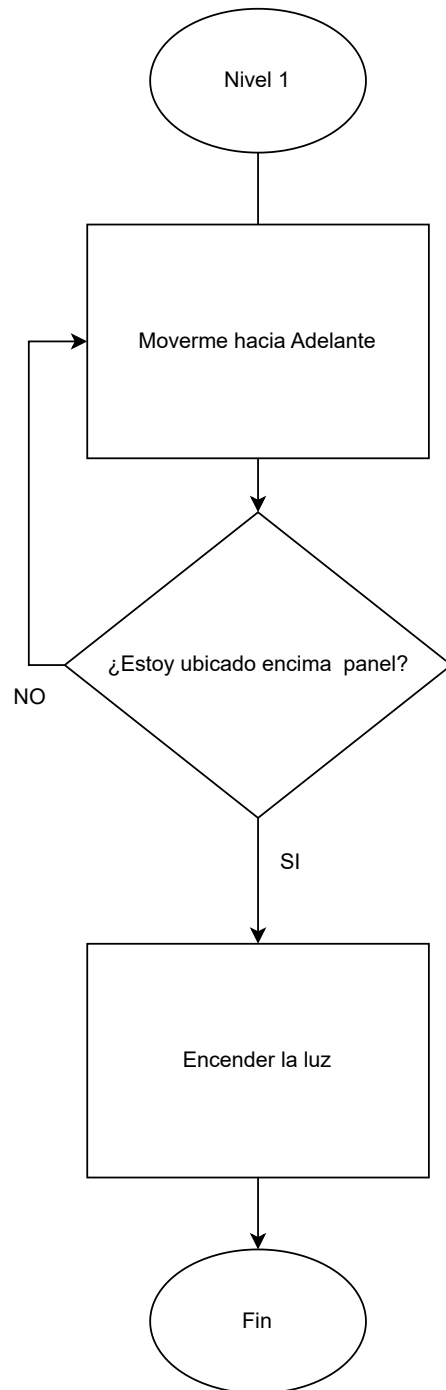 Nivel 1
Moverme hacia Adelante
¿Estoy ubicado encima  panel?
NO
SI
Encender la luz
Fin